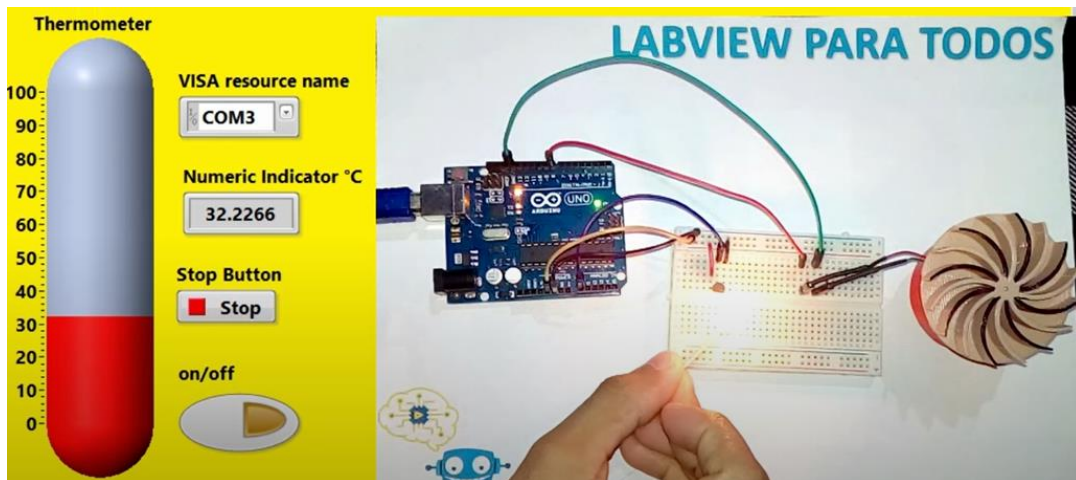 Thermometer
100
90
80
70
60
50
40
30
20
10
0
VISA resource name
COM3
Numeric Indicator °C
32.2266
Stop Button
Stop
on/off
LABVIEW PARA TODOS
UNO
ARDUINO